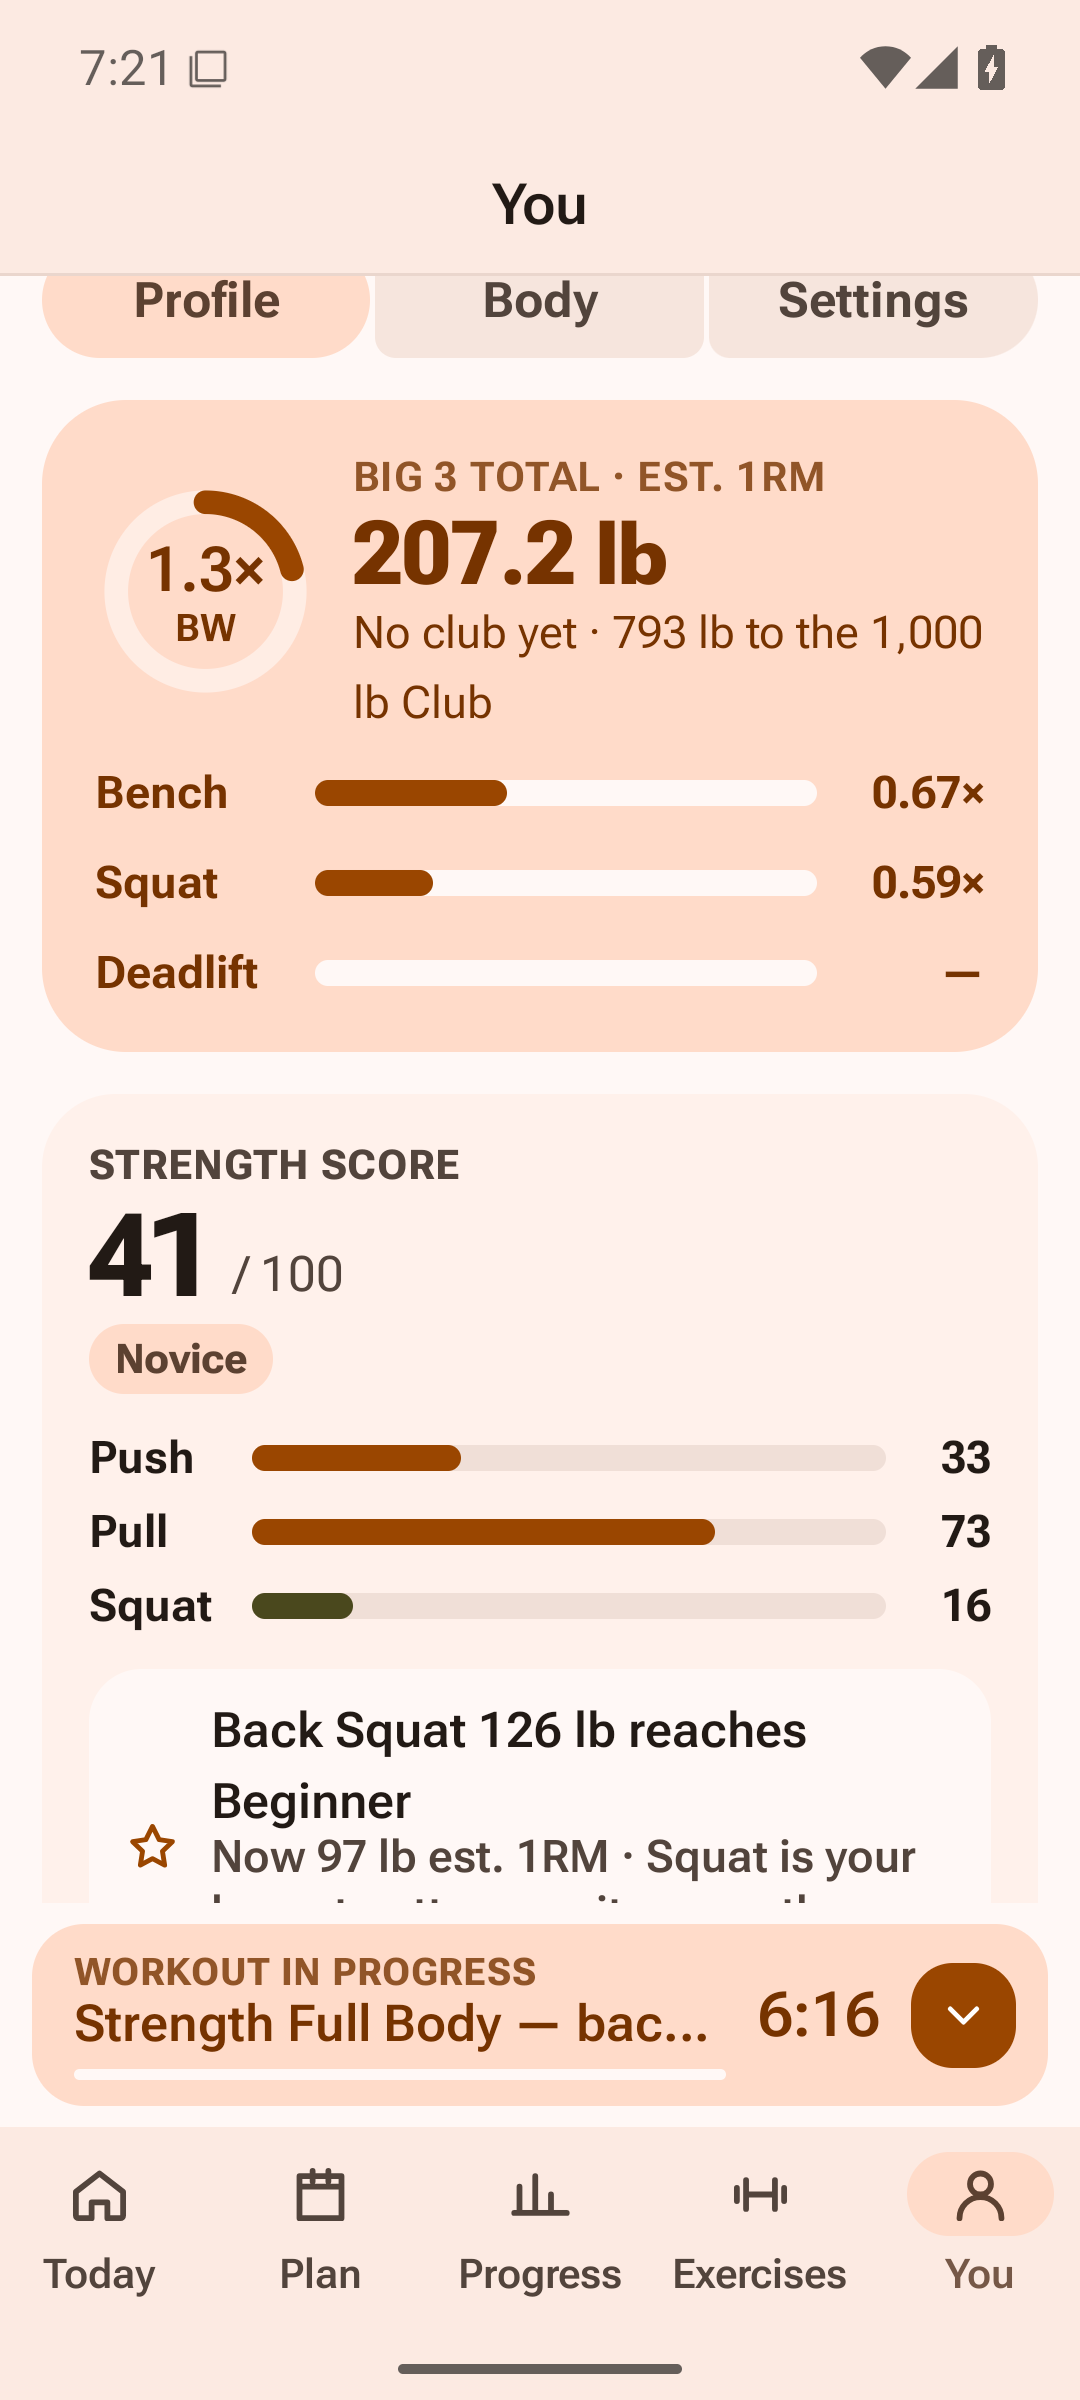 7:21
You
Profile
Body
Settings
BIG 3 TOTAL · EST. 1RM
207.2 lb
1.3×
BW
No club yet · 793 lb to the 1,000
lb Club
Bench 0.67×
Squat 0.59×
Deadlift —
STRENGTH SCORE
41 / 100
Novice
Push 33
Pull 73
Squat 16
Back Squat 126 lb reaches
Beginner
Now 97 lb est. 1RM · Squat is your
WORKOUT IN PROGRESS
Strength Full Body — bac...
6:16
Today
Plan
Progress
Exercises
You